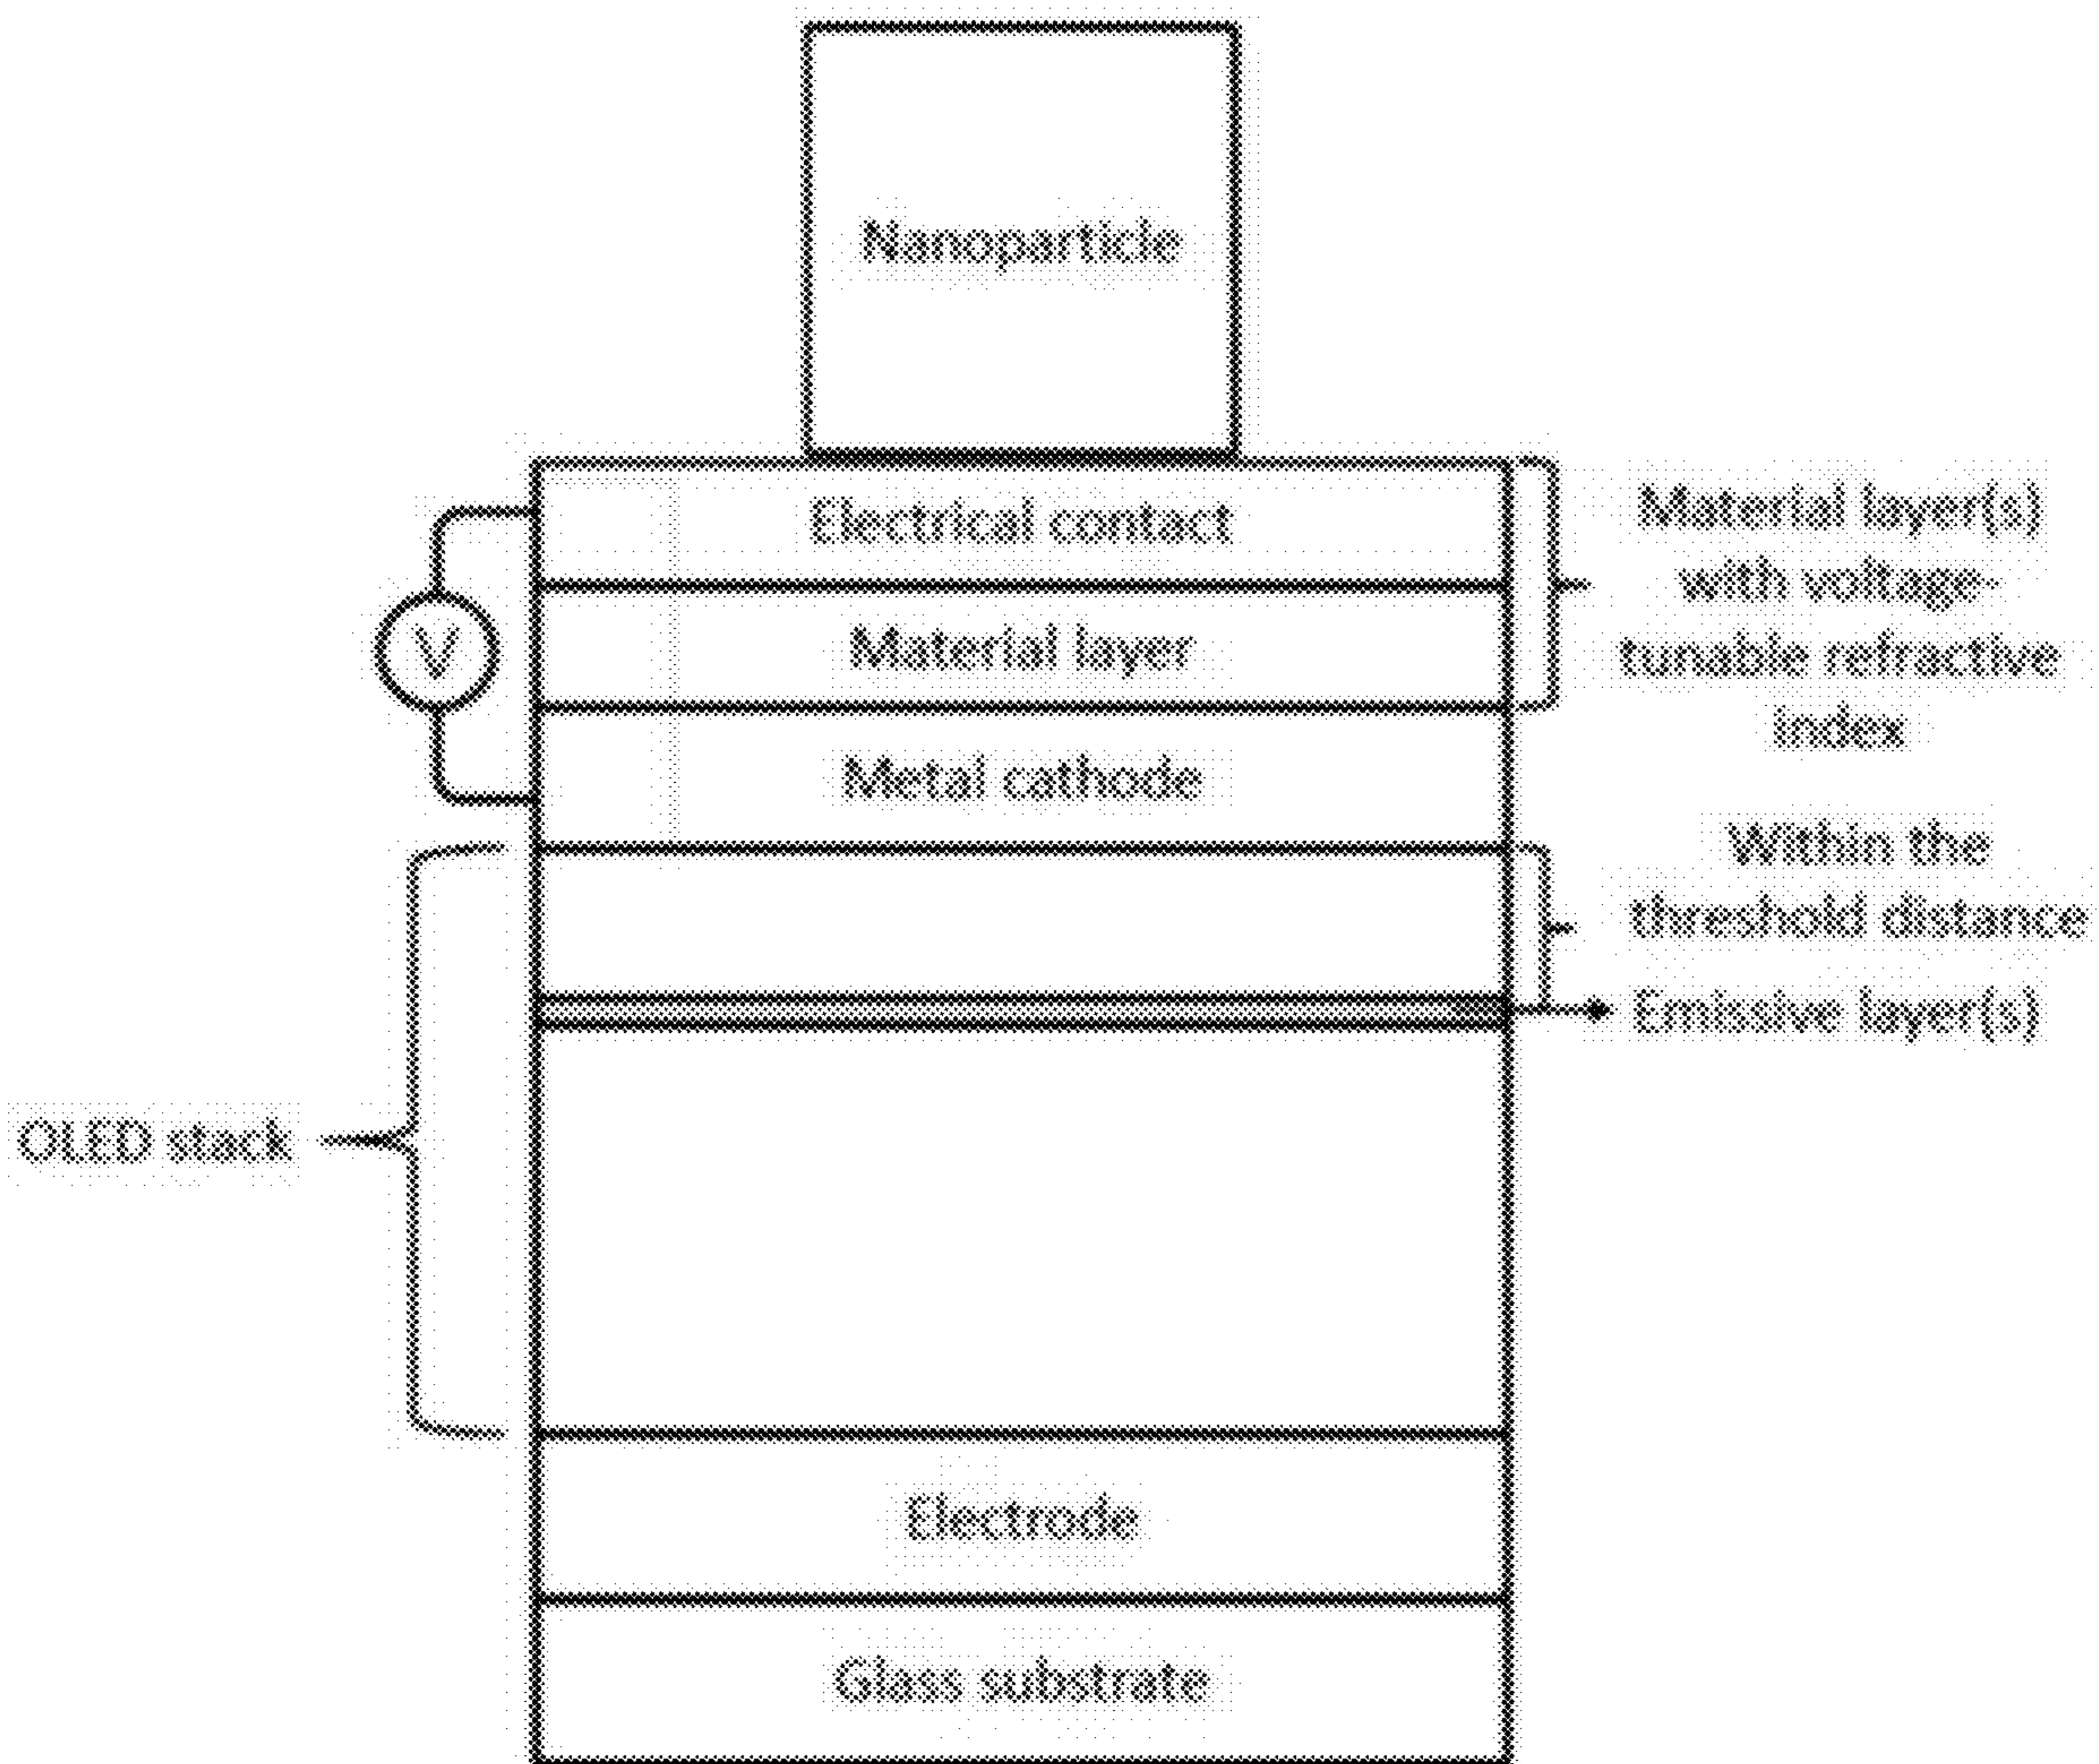 Nanoparticle
Electrical contact
Material layer(s)
with voltage-
tunable refractive
index
V
Material layer
Metal cathode
Within the
threshold distance
Emissive layer(s)
OLED stack
Electrode
Glass substrate